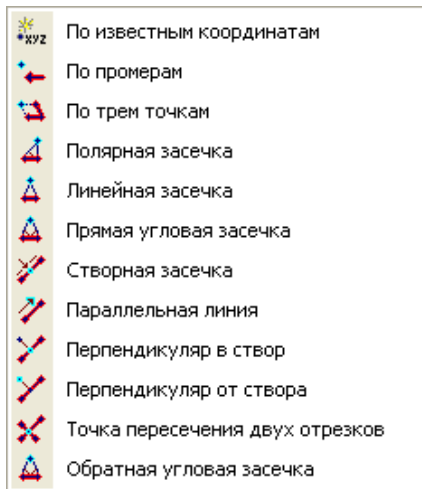 xyz По известным координатам
По промерам
По трем точкам
Полярная засечка
Линейная засечка
Прямая угловая засечка
Створная засечка
Параллельная линия
Перпендикуляр в створ
Перпендикуляр от створа
Точка пересечения двух отрезков
Обратная угловая засечка